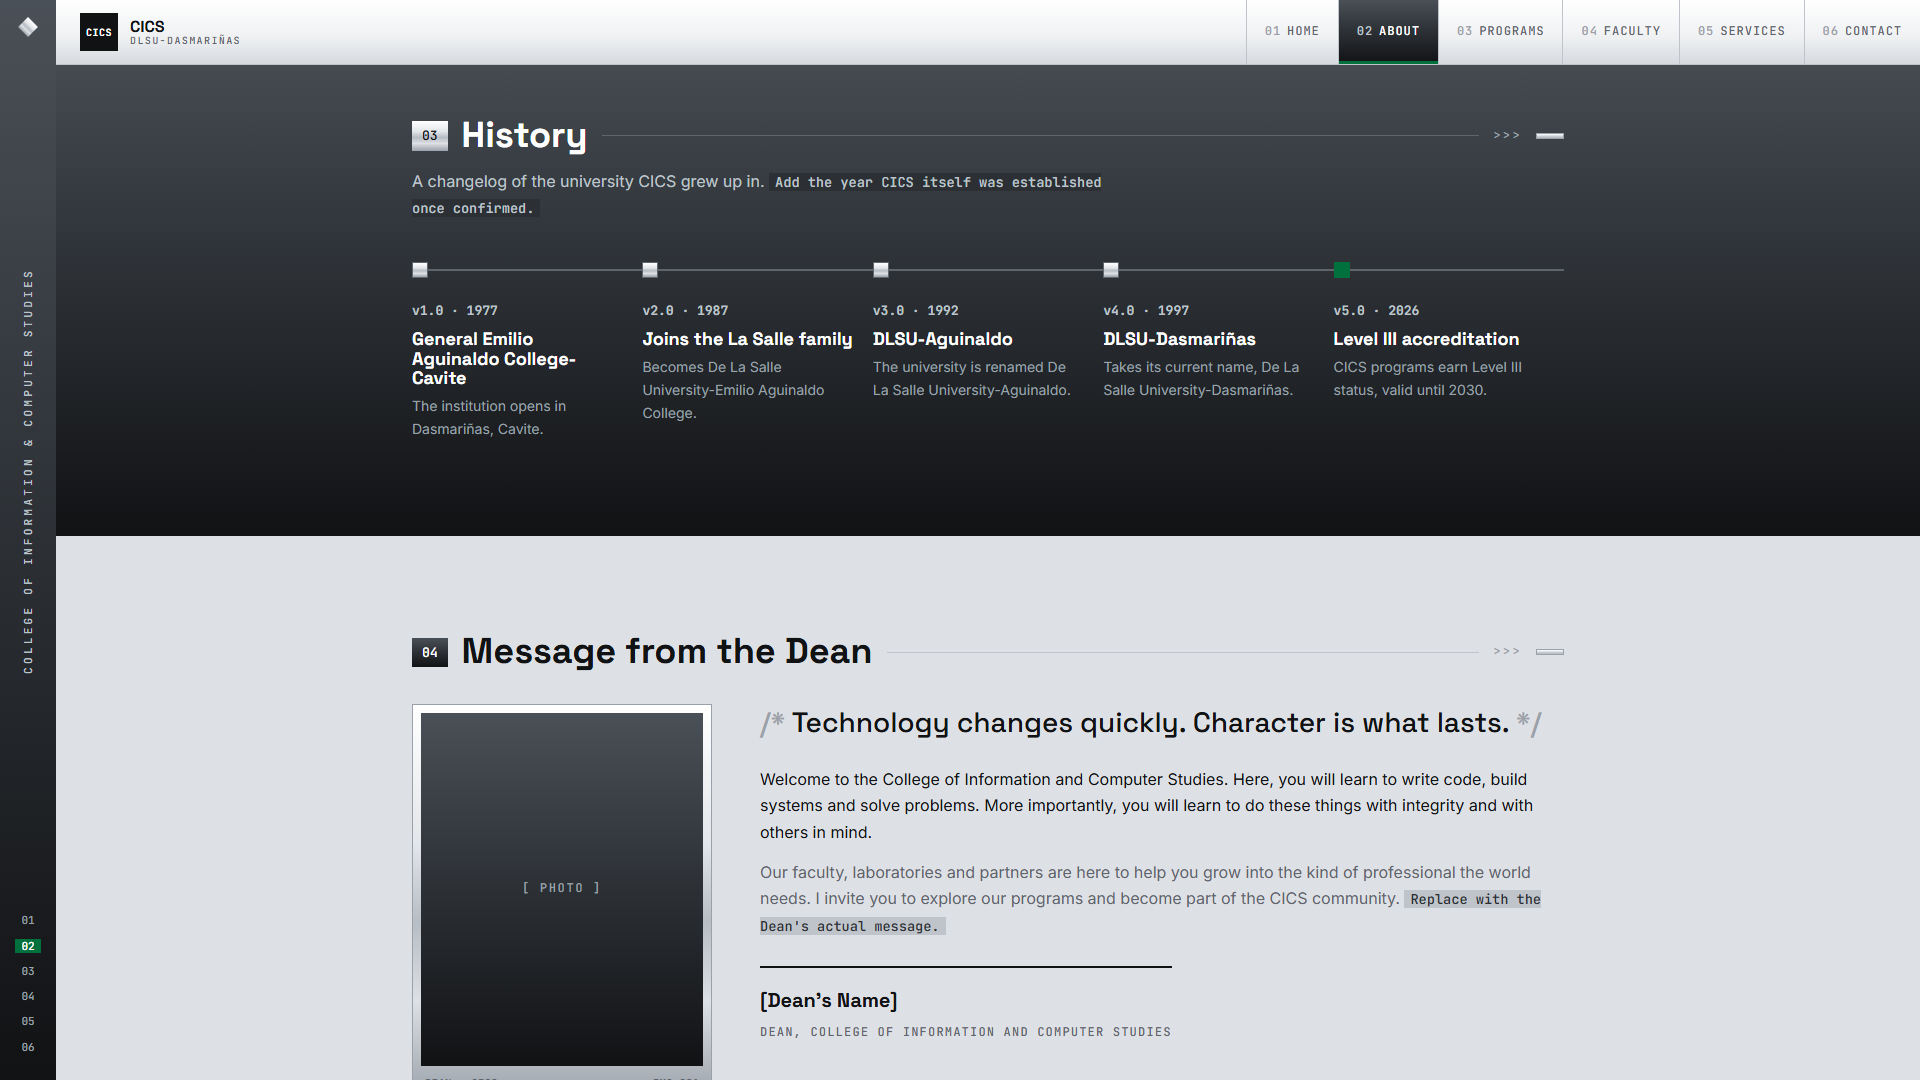 CICS
CICS
DLSU-DASMARIÑAS
01 HOME
02 ABOUT
03 PROGRAMS
04 FACULTY
05 SERVICES
06 CONTACT
COLLEGE OF INFORMATION & COMPUTER STUDIES
01
02
03
04
05
06
03 History >>>
A changelog of the university CICS grew up in. Add the year CICS itself was established
once confirmed.
v1.0 · 1977
General Emilio
Aguinaldo College-
Cavite
The institution opens in
Dasmariñas, Cavite.
v2.0 · 1987
Joins the La Salle family
Becomes De La Salle
University-Emilio Aguinaldo
College.
v3.0 · 1992
DLSU-Aguinaldo
The university is renamed De
La Salle University-Aguinaldo.
v4.0 · 1997
DLSU-Dasmariñas
Takes its current name, De La
Salle University-Dasmariñas.
v5.0 · 2026
Level III accreditation
CICS programs earn Level III
status, valid until 2030.
04 Message from the Dean >>>
[ PHOTO ]
/* Technology changes quickly. Character is what lasts. */
Welcome to the College of Information and Computer Studies. Here, you will learn to write code, build
systems and solve problems. More importantly, you will learn to do these things with integrity and with
others in mind.
Our faculty, laboratories and partners are here to help you grow into the kind of professional the world
needs. I invite you to explore our programs and become part of the CICS community. Replace with the
Dean's actual message.
[Dean's Name]
DEAN, COLLEGE OF INFORMATION AND COMPUTER STUDIES